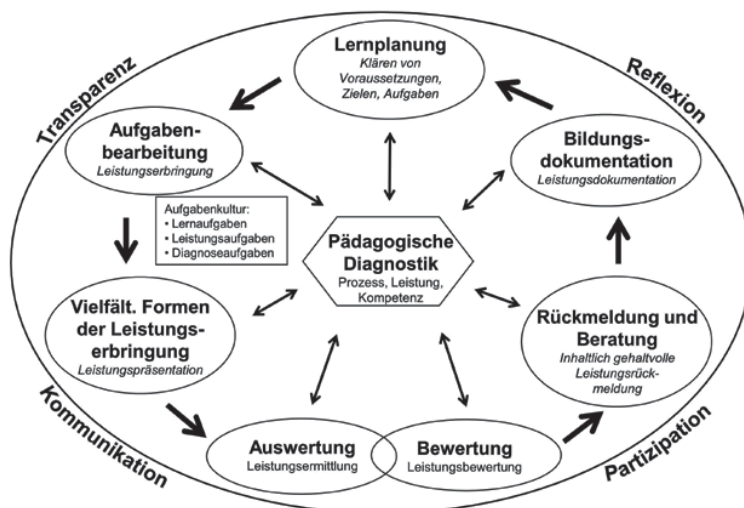 Transparenz
Reflexion
Lernplanung
Klären von
Voraussetzungen,
Zielen, Aufgaben
Aufgaben-
bearbeitung
Leistungserbringung
Bildungs-
dokumentation
Leistungsdokumentation
Aufgabenkultur:
• Lernaufgaben
• Leistungsaufgaben
• Diagnoseaufgaben
Pädagogische
Diagnostik
Prozess, Leistung,
Kompetenz
Vielfält. Formen
der Leistungs-
erbringung
Leistungspräsentation
Rückmeldung und
Beratung
Inhaltlich gehaltvolle
Leistungsrück-
meldung
Auswertung
Leistungsermittlung
Bewertung
Leistungsbewertung
Kommunikation
Partizipation